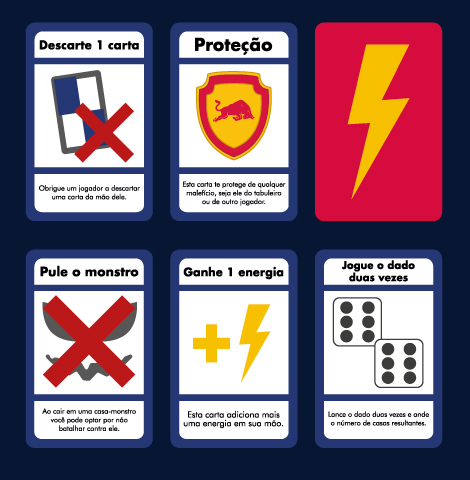 Descarte 1 carta
Obrigue um jogador a descartar
uma carta da mão dele.
Proteção
Esta carta te protege de qualquer
malefício, seja ele do tabuleiro
ou de outro jogador.
Pule o monstro
Ao cair em uma casa-monstro
você pode optar por não
batalhar contra ele.
Ganhe 1 energia
Esta carta adiciona mais
uma energia em sua mão.
Jogue o dado
duas vezes
Lance o dado duas vezes e ande
o número de casas resultantes.